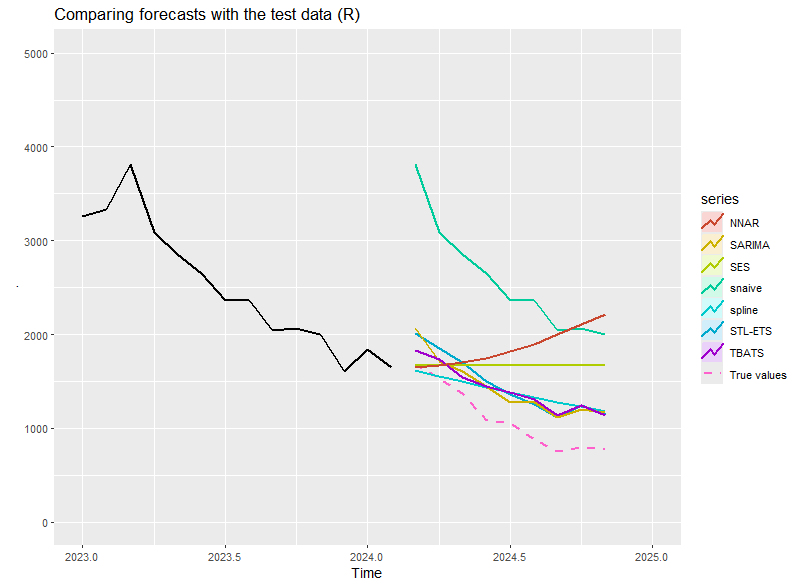 Comparing forecasts with the test data (R)
5000
4000
3000
2000
1000
0
.
2023.0
2023.5
2024.0
2024.5
2025.0
Time
series
NNAR
SARIMA
SES
snaive
spline
STL-ETS
TBATS
True values